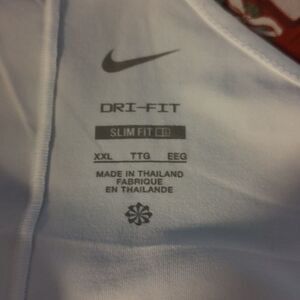 DRI-FIT
SLIM FIT
XXL TTG EEG
MADE IN THAILAND
FABRIQUE
EN THAILANDE